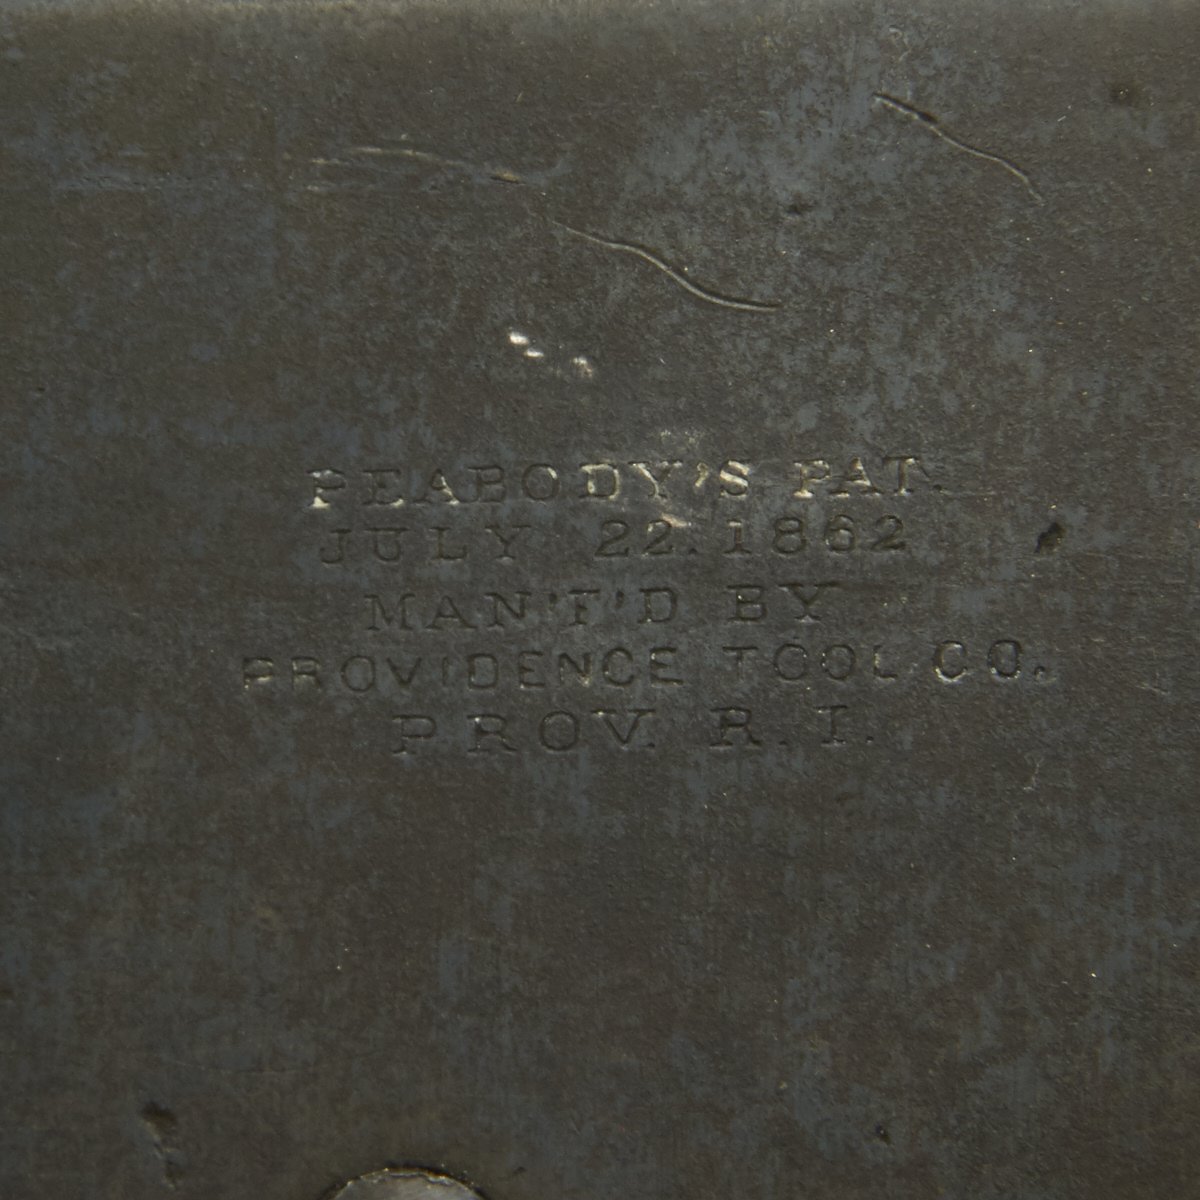 PEABODY'S PAT.
JULY 22.1862
MAN'F'D BY
PROVIDENCE TOOL CO.
PROV. R.I.